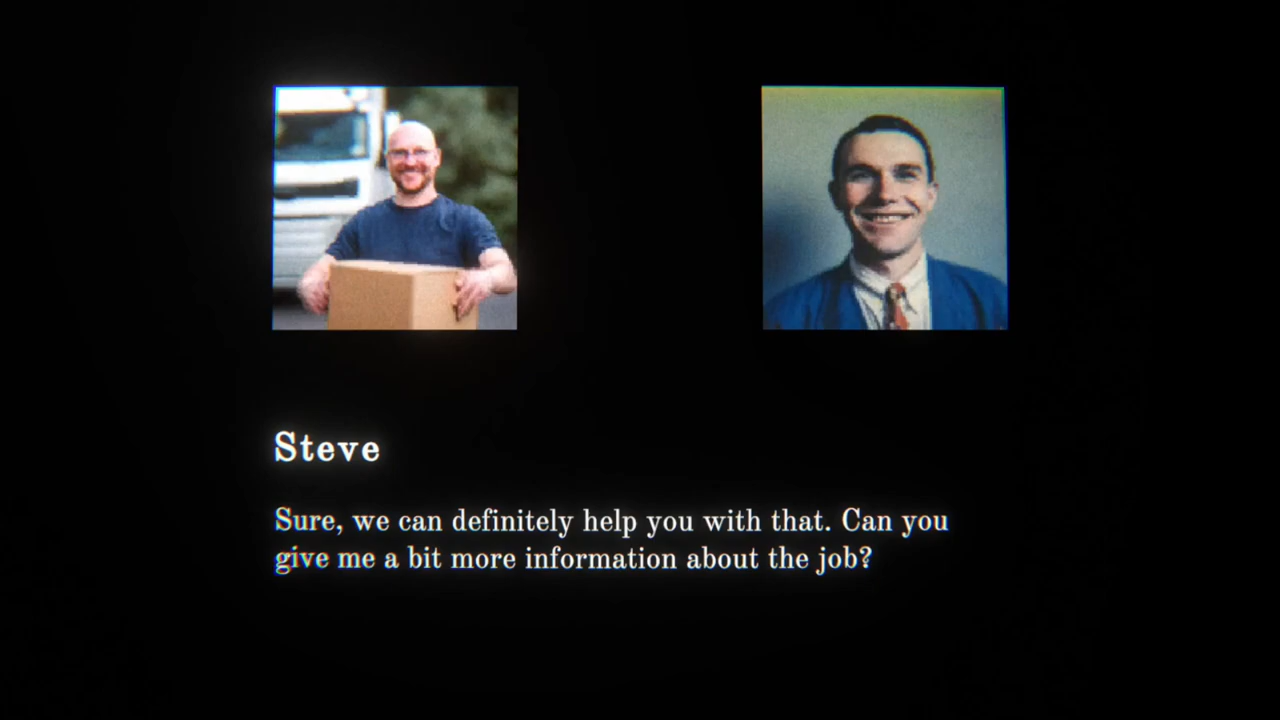 Steve
Sure, we can definitely help you with that. Can you
give me a bit more information about the job?